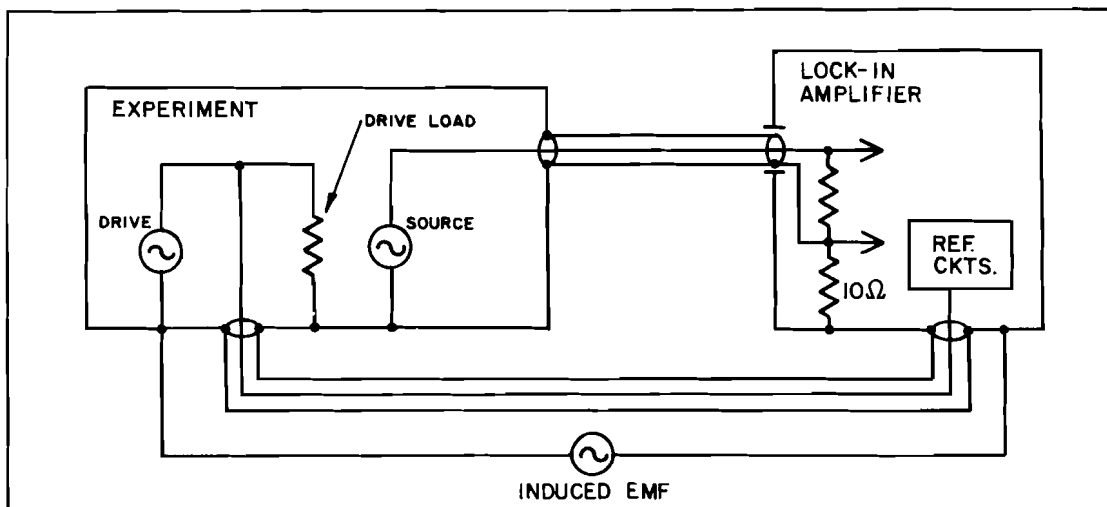 EXPERIMENT
DRIVE LOAD
DRIVE
SOURCE
LOCK-IN
AMPLIFIER
REF.
CKTS.
10Ω
INDUCED EMF